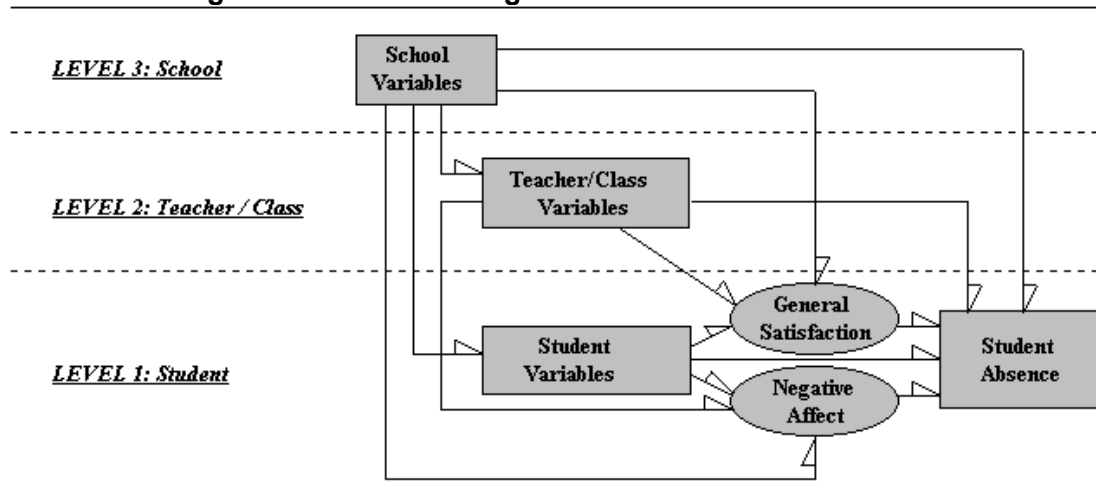 School
Variables
LEVEL 3: School
Teacher/Class
Variables
LEVEL 2: Teacher / Class
General
Satisfaction
Student
Variables
Student
Absence
LEVEL 1: Student
Negative
Affect